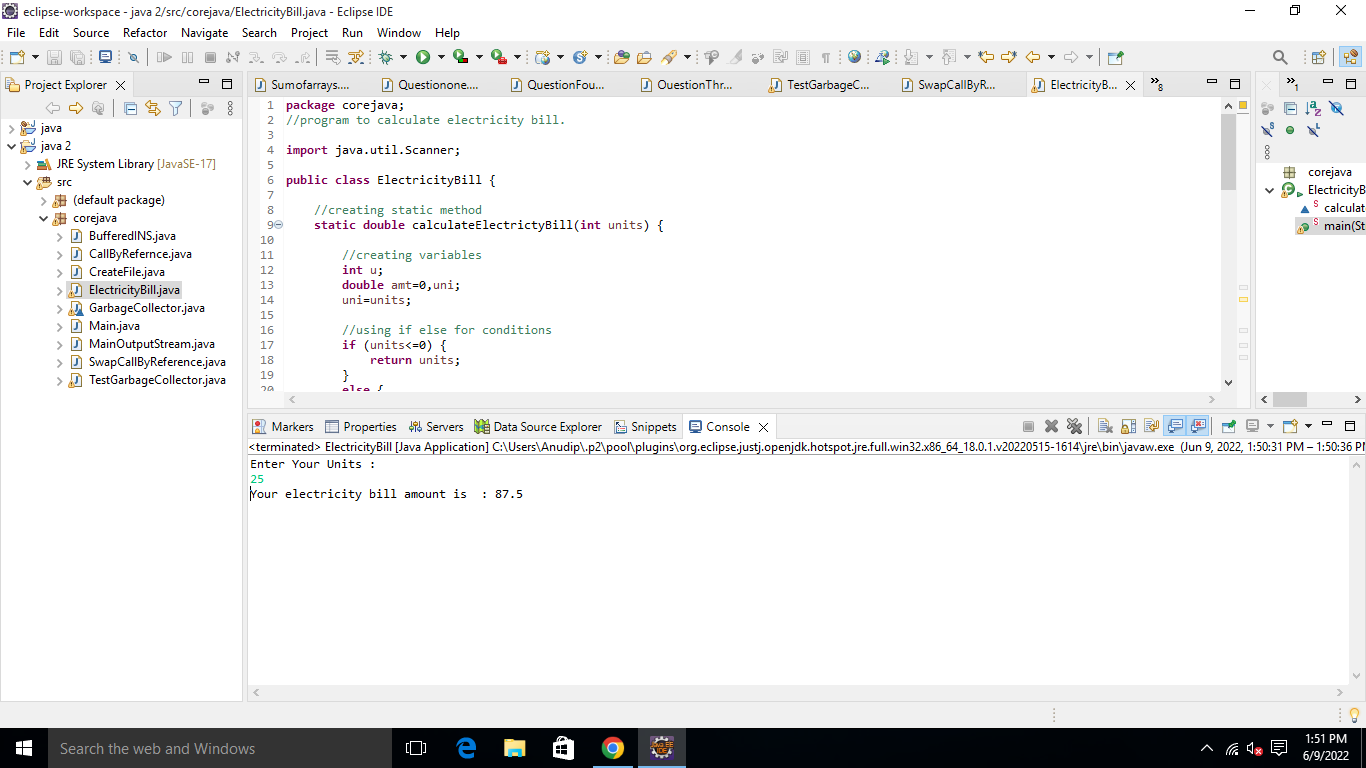 eclipse-workspace - java 2/src/corejava/ElectricityBill.java - Eclipse IDE
File Edit Source Refactor Navigate Search Project Run Window Help
Project Explorer
java
java 2
JRE System Library [JavaSE-17]
src
(default package)
corejava
BufferedINS.java
CallByRefernce.java
CreateFile.java
ElectricityBill.java
GarbageCollector.java
Main.java
MainOutputStream.java
SwapCallByReference.java
TestGarbageCollector.java
Sumofarrays.... Questionone.... QuestionFou... OuestionThr... TestGarbageC... SwapCallByR... ElectricityB... »8
1 package corejava;
2 //program to calculate electricity bill.
3
4 import java.util.Scanner;
5
6 public class ElectricityBill {
7
8 //creating static method
9 static double calculateElectrictyBill(int units) {
10
11 //creating variables
12 int u;
13 double amt=0,uni;
14 uni=units;
15
16 //using if else for conditions
17 if (units<=0) {
18 return units;
19 }
20 else {
»1
corejava
ElectricityB
calculat
main(St
Markers Properties Servers Data Source Explorer Snippets Console
<terminated> ElectricityBill [Java Application] C:\Users\Anudip\.p2\pool\plugins\org.eclipse.justj.openjdk.hotspot.jre.full.win32.x86_64_18.0.1.v20220515-1614\jre\bin\javaw.exe (Jun 9, 2022, 1:50:31 PM – 1:50:36 PM
Enter Your Units :
25
Your electricity bill amount is : 87.5
Search the web and Windows
Java EE
IDE
1:51 PM
6/9/2022